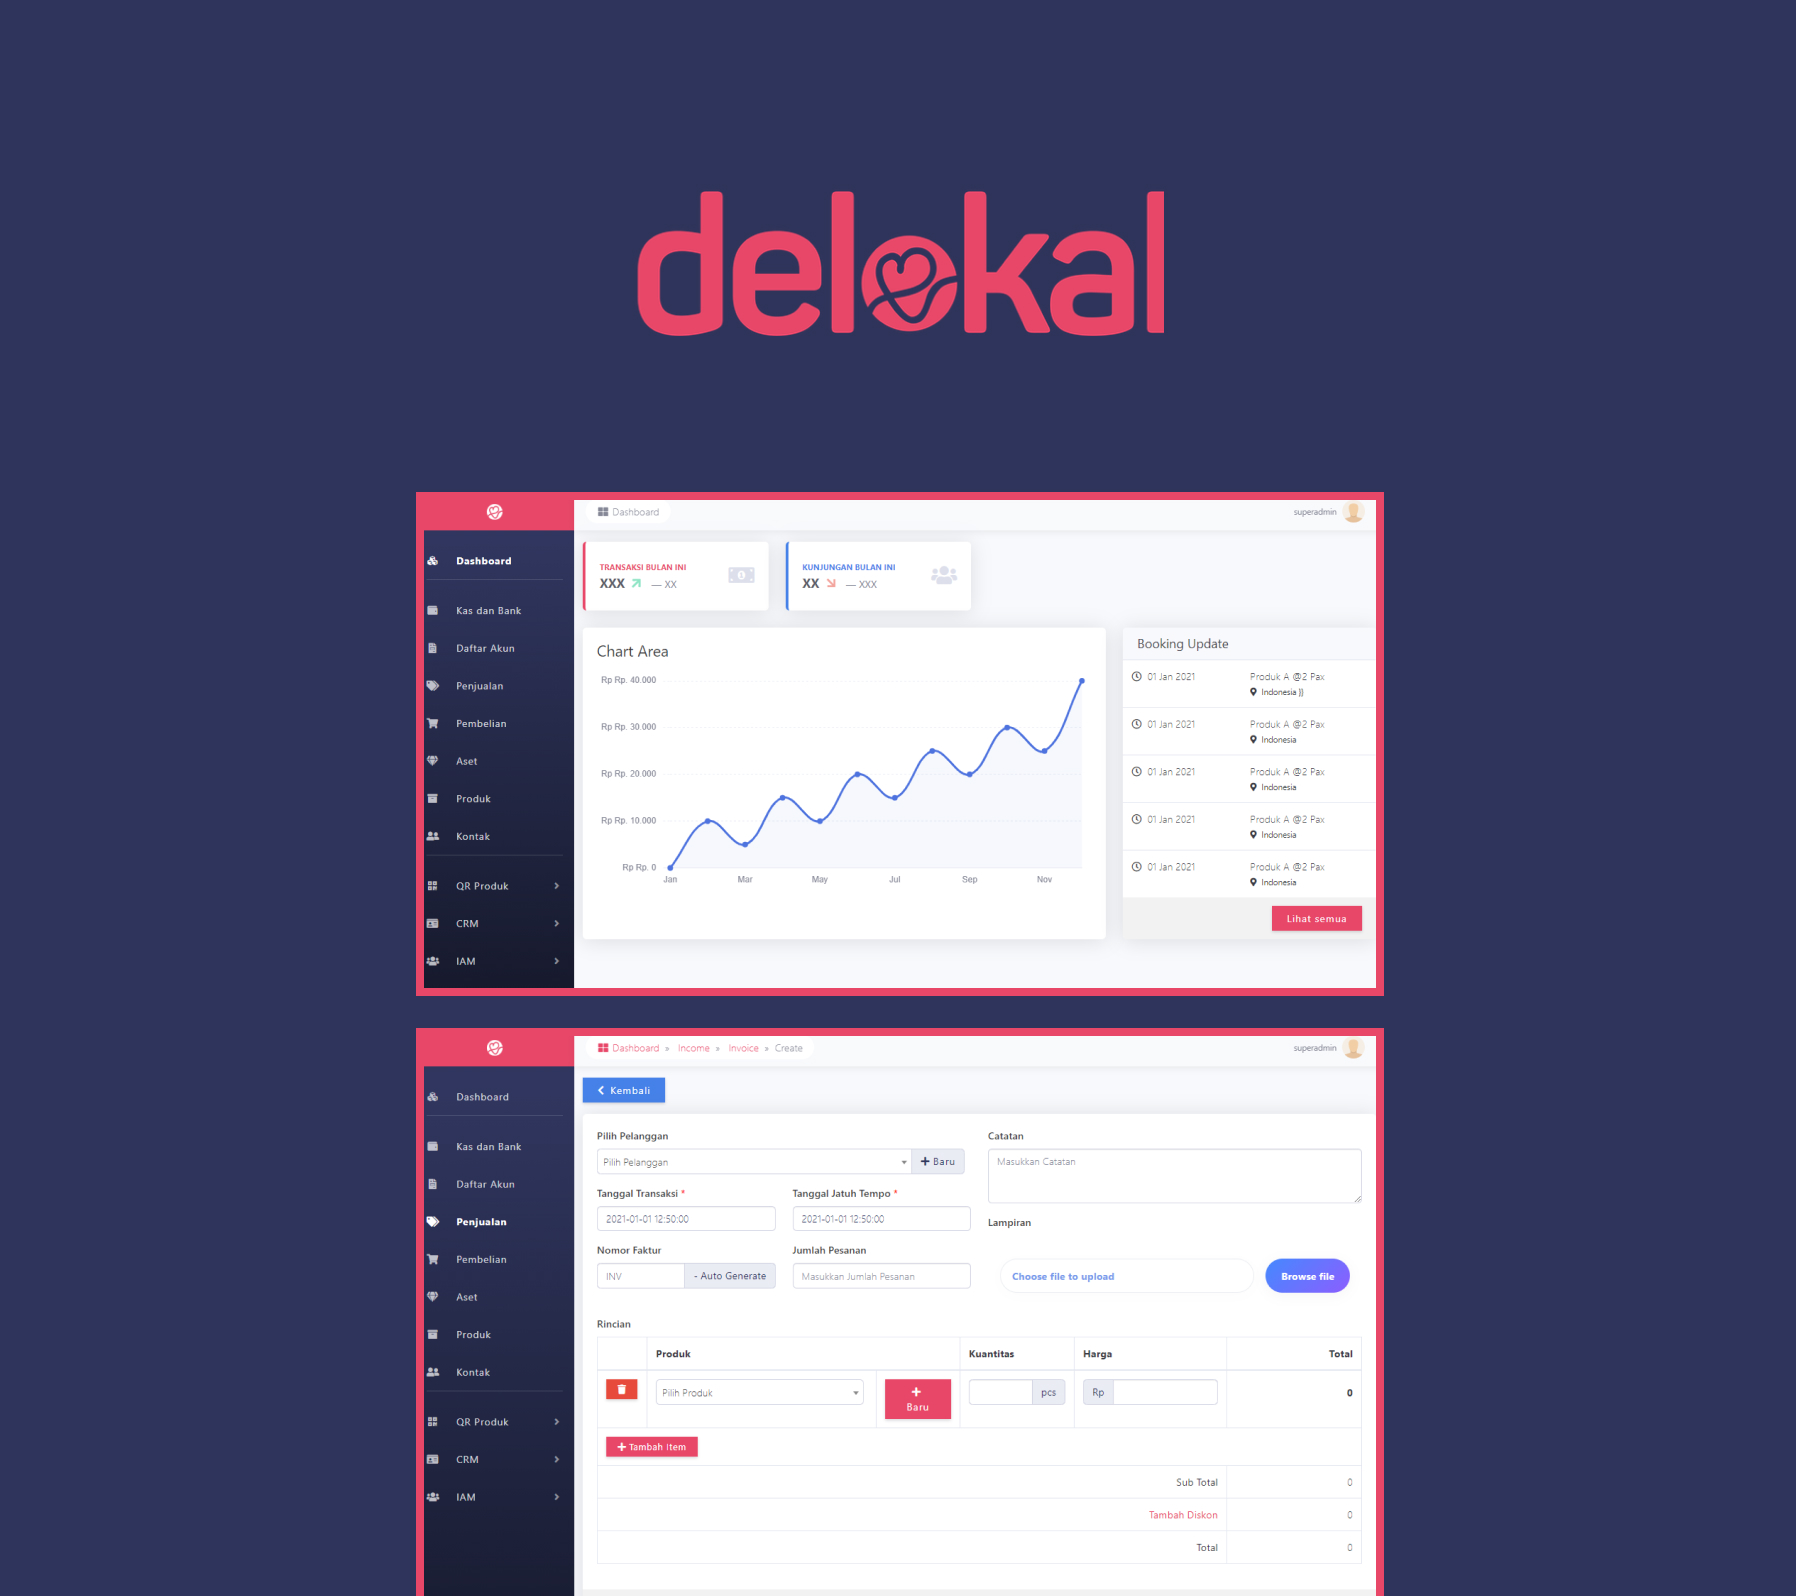 delokal
Dashboard
superadmin
Dashboard
Kas dan Bank
Daftar Akun
Penjualan
Pembelian
Aset
Produk
Kontak
QR Produk
CRM
IAM
TRANSAKSI BULAN INI
XXX — XX
KUNJUNGAN BULAN INI
XX — XXX
Chart Area
Rp Rp. 40.000
Rp Rp. 30.000
Rp Rp. 20.000
Rp Rp. 10.000
Rp Rp. 0
Jan Mar May Jul Sep Nov
Booking Update
01 Jan 2021 Produk A @2 Pax
Indonesia ))
01 Jan 2021 Produk A @2 Pax
Indonesia
01 Jan 2021 Produk A @2 Pax
Indonesia
01 Jan 2021 Produk A @2 Pax
Indonesia
01 Jan 2021 Produk A @2 Pax
Indonesia
Lihat semua
Dashboard » Income » Invoice » Create
superadmin
Dashboard
Kas dan Bank
Daftar Akun
Penjualan
Pembelian
Aset
Produk
Kontak
QR Produk
CRM
IAM
Kembali
Pilih Pelanggan
Pilih Pelanggan + Baru
Tanggal Transaksi * Tanggal Jatuh Tempo *
2021-01-01 12:50:00 2021-01-01 12:50:00
Nomor Faktur Jumlah Pesanan
INV - Auto Generate Masukkan Jumlah Pesanan
Catatan
Masukkan Catatan
Lampiran
Choose file to upload Browse file
Rincian
Produk Kuantitas Harga Total
Pilih Produk + Baru pcs Rp 0
+ Tambah Item
Sub Total 0
Tambah Diskon 0
Total 0